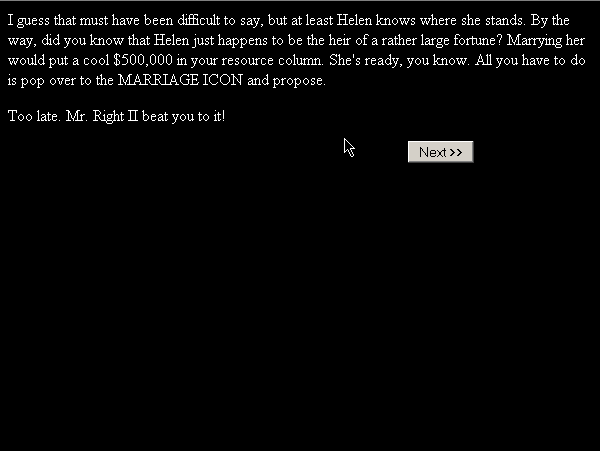 I guess that must have been difficult to say, but at least Helen knows where she stands. By the
way, did you know that Helen just happens to be the heir of a rather large fortune? Marrying her
would put a cool $500,000 in your resource column. She's ready, you know. All you have to do
is pop over to the MARRIAGE ICON and propose.
Too late. Mr. Right II beat you to it!
Next >>